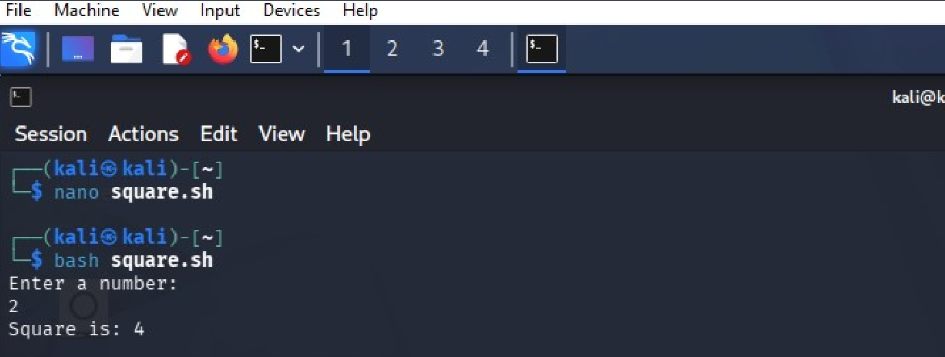 File Machine View Input Devices Help
1 2 3 4
kali@k
Session Actions Edit View Help
(kali㉿kali)-[~]
$ nano square.sh
(kali㉿kali)-[~]
$ bash square.sh
Enter a number:
2
Square is: 4